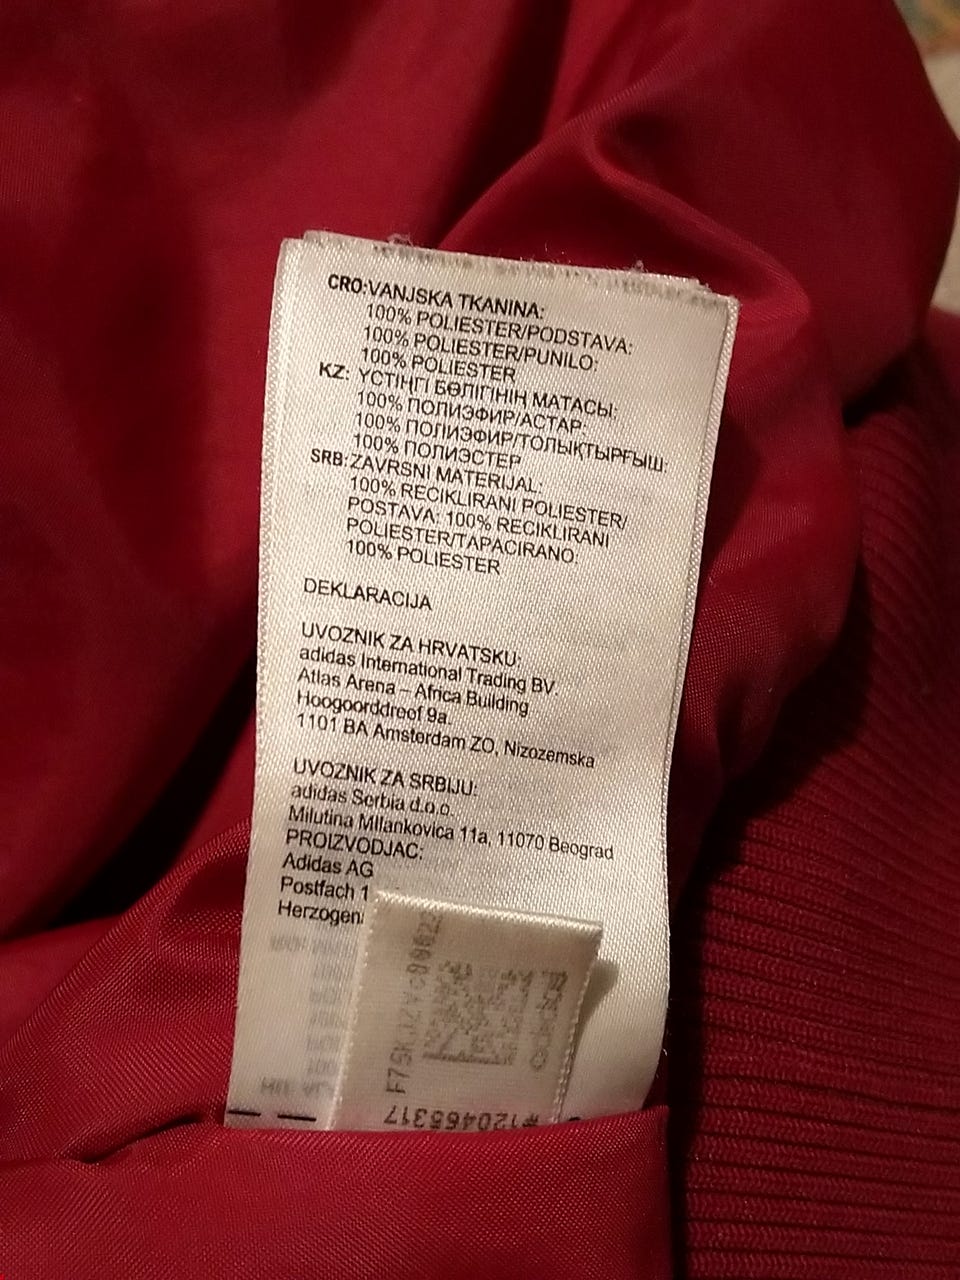 CRO: VANJSKA TKANINA:
100% POLIESTER/PODSTAVA:
100% POLIESTER/PUNILO:
100% POLIESTER
KZ: ҮСТІҢГІ БӨЛІГІНІҢ МАТАСЫ:
100% ПОЛИЭФИР/АСТАР:
100% ПОЛИЭФИР/ТОЛЫҚТЫРҒЫШ:
100% ПОЛИЭСТЕР
SRB: ZAVRSNI MATERIJAL:
100% RECIKLIRANI POLIESTER/
POSTAVA: 100% RECIKLIRANI
POLIESTER/TAPACIRANO:
100% POLIESTER
DEKLARACIJA
UVOZNIK ZA HRVATSKU:
adidas International Trading BV.
Atlas Arena – Africa Building
Hoogoorddreef 9a.
1101 BA Amsterdam ZO, Nizozemska
UVOZNIK ZA SRBIJU:
adidas Serbia d.o.o.
Milutina Milankovica 11a, 11070 Beograd
PROIZVODJAC:
Adidas AG
Postfach 1
Herzogen
#120465317